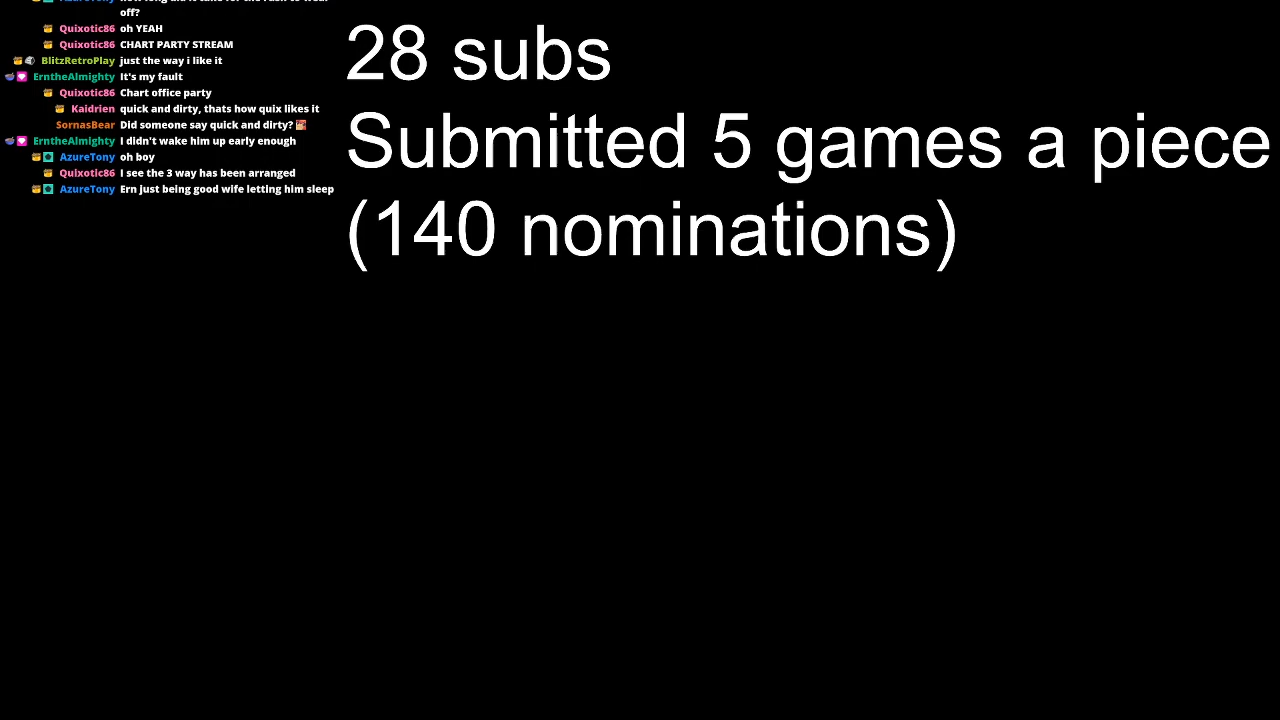 off?
Quixotic86 oh YEAH
Quixotic86 CHART PARTY STREAM
BlitzRetroPlay just the way i like it
ErntheAlmighty It's my fault
Quixotic86 Chart office party
Kaidrien quick and dirty, thats how quix likes it
SornasBear Did someone say quick and dirty?
ErntheAlmighty I didn't wake him up early enough
AzureTony oh boy
Quixotic86 I see the 3 way has been arranged
AzureTony Ern just being good wife letting him sleep
28 subs
Submitted 5 games a piece
(140 nominations)